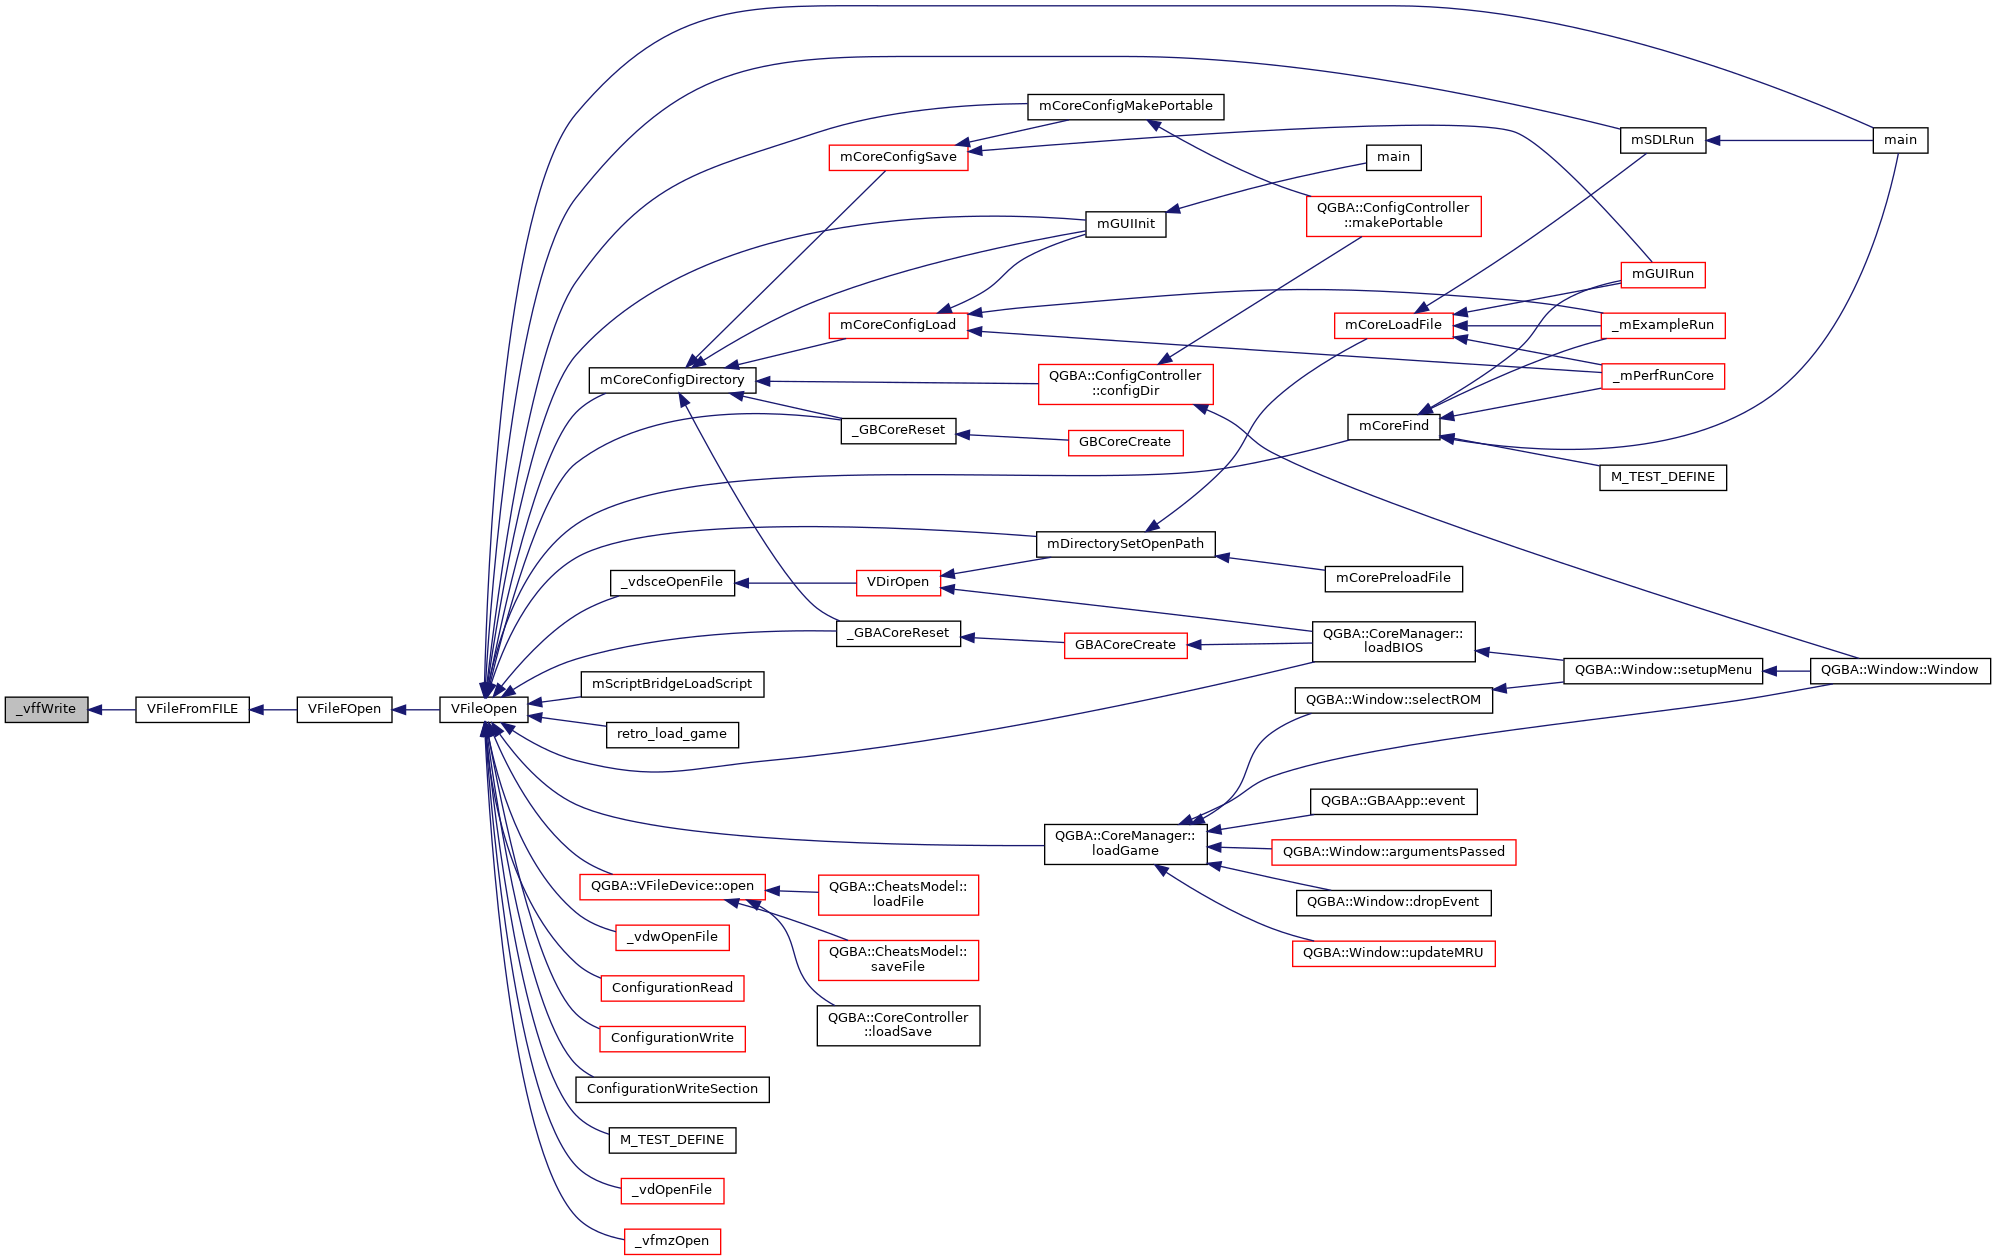 _vffWrite
VFileFromFILE
VFileFOpen
VFileOpen
mCoreConfigDirectory
_vdsceOpenFile
mScriptBridgeLoadScript
retro_load_game
QGBA::VFileDevice::open
_vdwOpenFile
ConfigurationRead
ConfigurationWrite
ConfigurationWriteSection
M_TEST_DEFINE
_vdOpenFile
_vfmzOpen
mCoreConfigSave
mCoreConfigLoad
_GBCoreReset
VDirOpen
_GBACoreReset
QGBA::CheatsModel::
loadFile
QGBA::CheatsModel::
saveFile
QGBA::CoreController
::loadSave
mCoreConfigMakePortable
mGUIInit
QGBA::ConfigController
::configDir
GBCoreCreate
mDirectorySetOpenPath
GBACoreCreate
QGBA::CoreManager::
loadGame
main
QGBA::ConfigController
::makePortable
mCoreLoadFile
mCoreFind
mCorePreloadFile
QGBA::CoreManager::
loadBIOS
QGBA::Window::selectROM
QGBA::GBAApp::event
QGBA::Window::argumentsPassed
QGBA::Window::dropEvent
QGBA::Window::updateMRU
mSDLRun
mGUIRun
_mExampleRun
_mPerfRunCore
M_TEST_DEFINE
QGBA::Window::setupMenu
main
QGBA::Window::Window